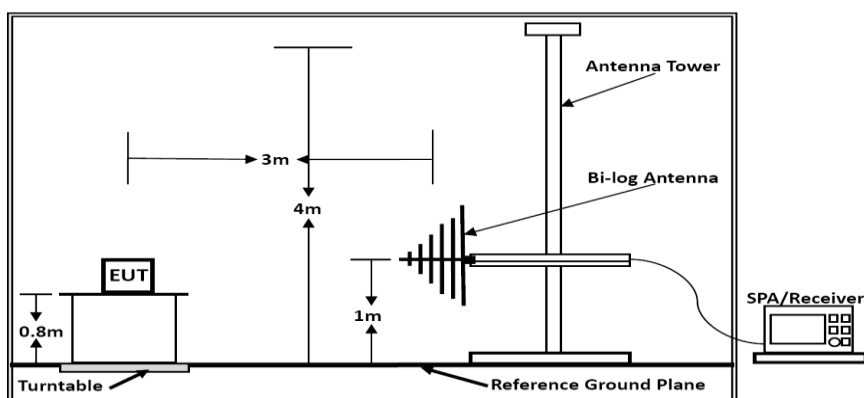 Antenna Tower
3m
Bi-log Antenna
4m
EUT
SPA/Receiver
0.8m
1m
Turntable
Reference Ground Plane